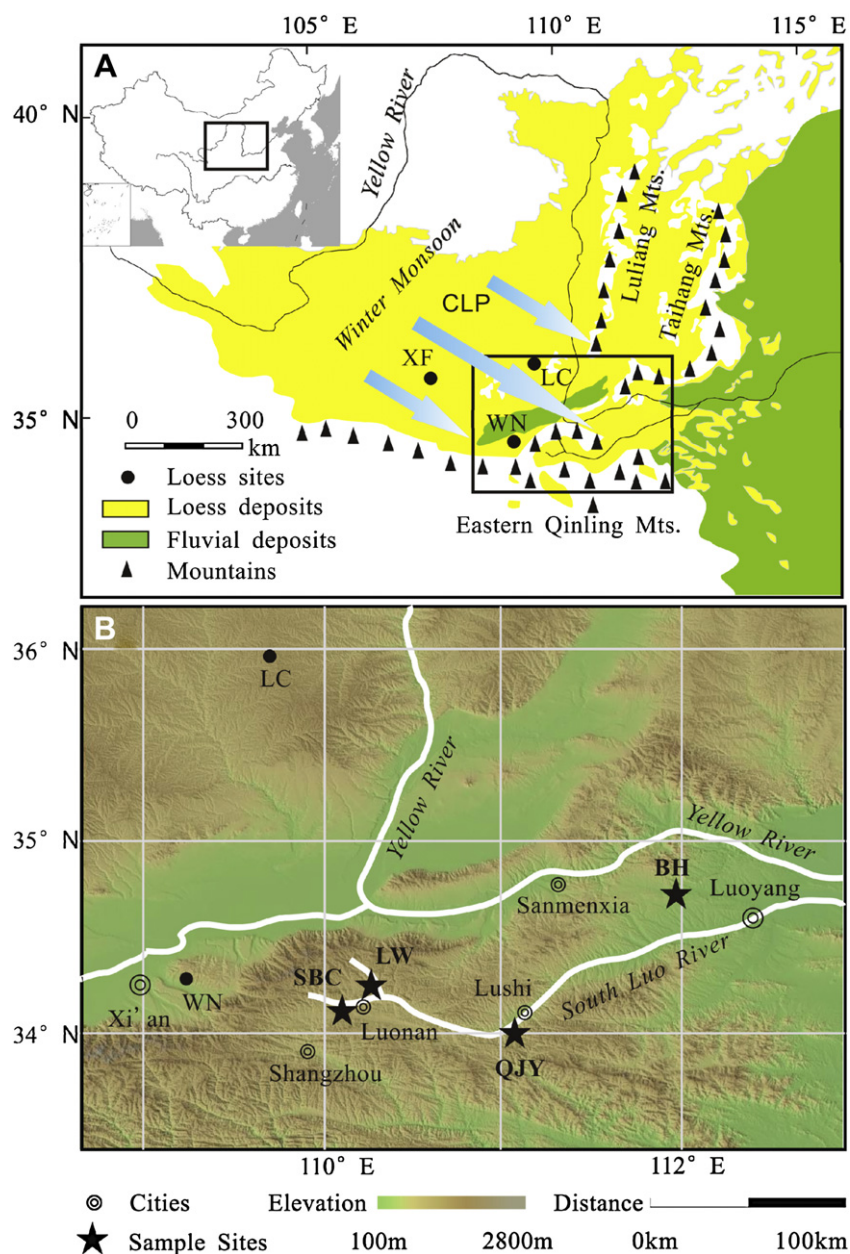 105° E 110° E 115° E
A
40° N
35° N
Yellow River
Winter Monsoon
CLP
Luliang Mts.
Taihang Mts.
XF
LC
WN
0 300
km
Loess sites
Loess deposits
Fluvial deposits
Mountains
Eastern Qinling Mts.
B
36° N
LC
Yellow River
35° N
Yellow River
BH
Luoyang
Sanmenxia
LW
SBC
Lushi
South Luo River
WN
Xi' an
Luonan
34° N
Shangzhou
QJY
110° E 112° E
Cities Elevation Distance
Sample Sites 100m 2800m 0km 100km